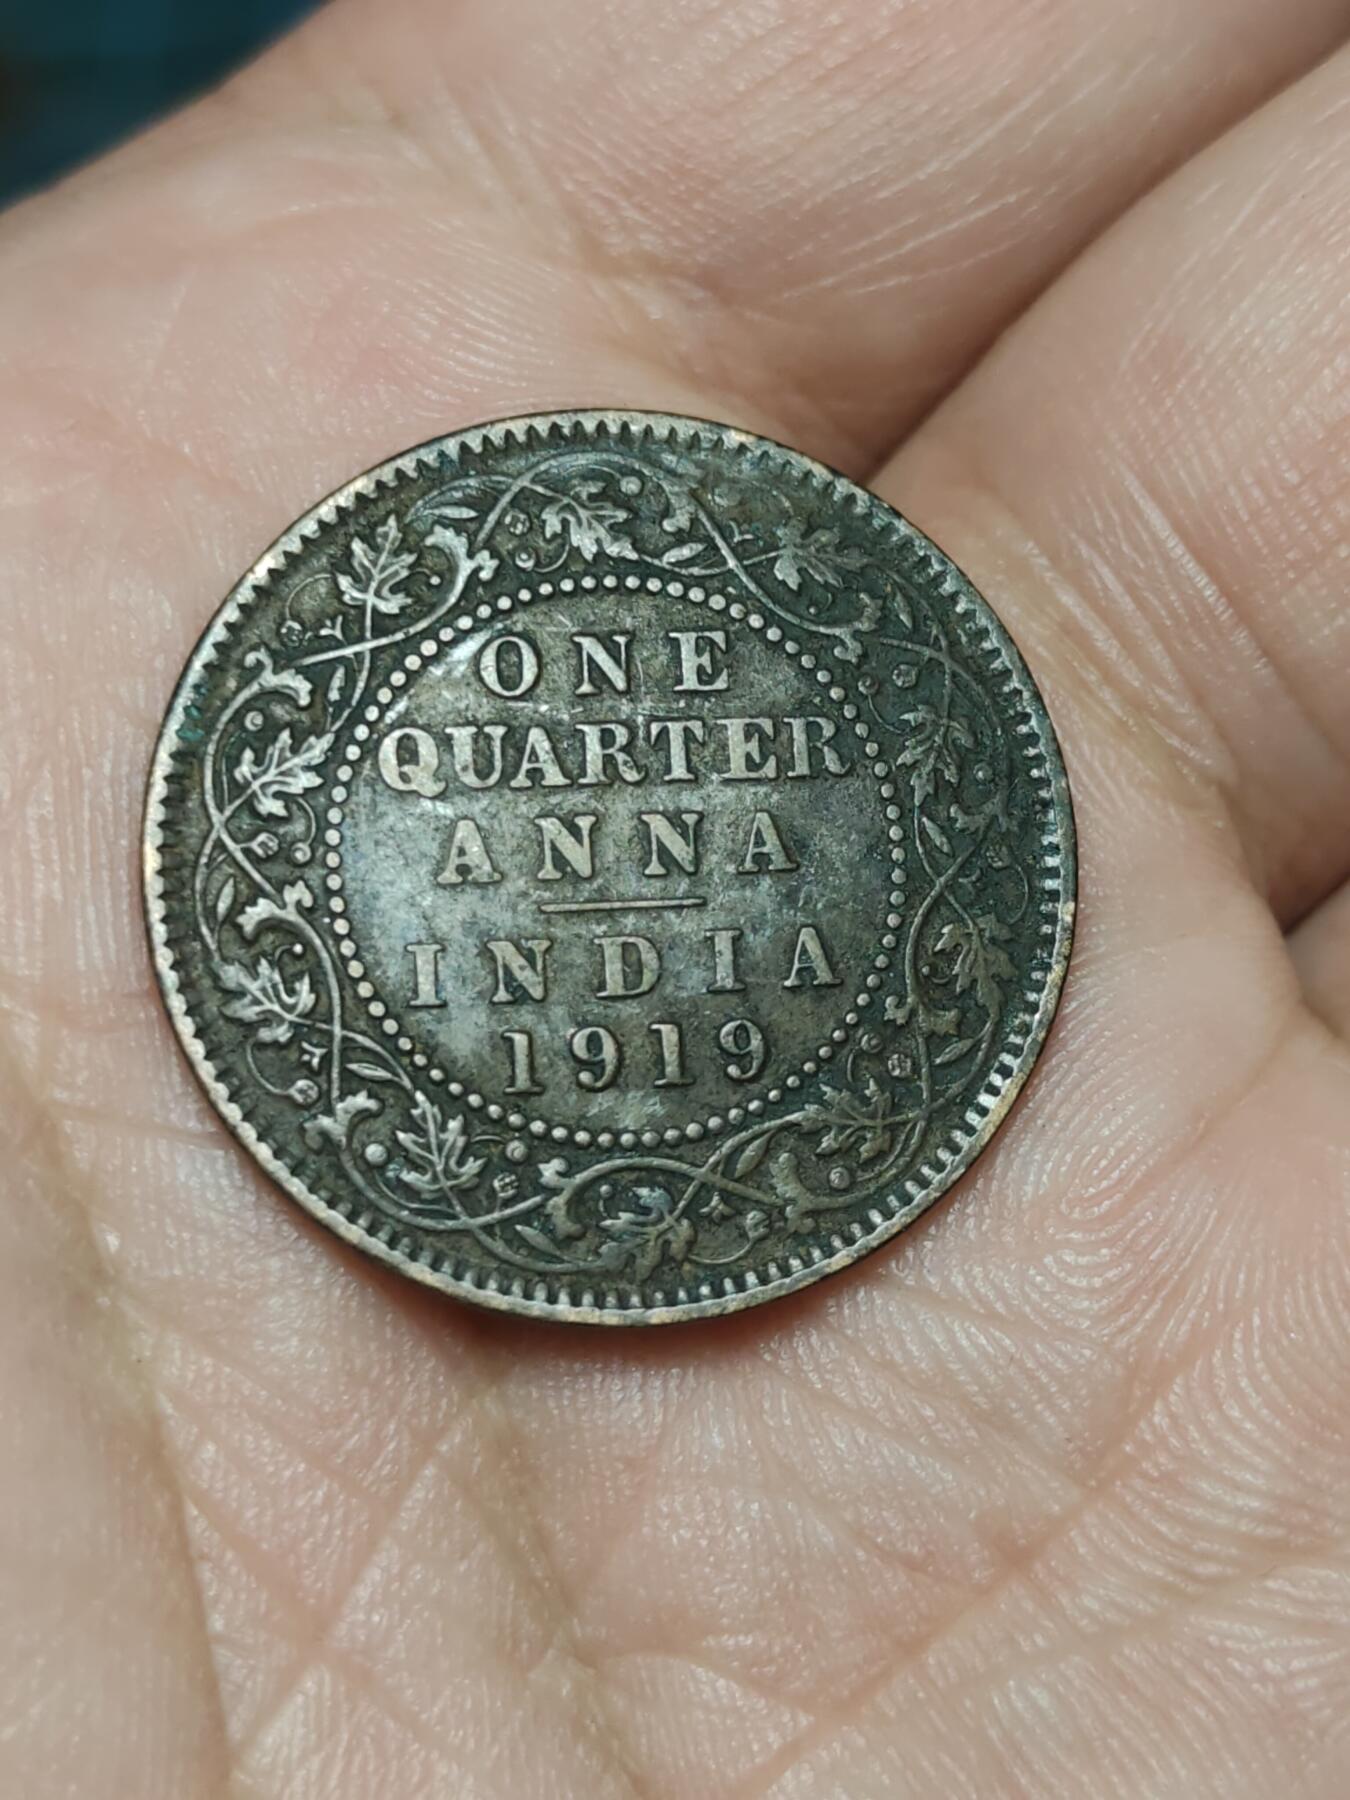 ONE
QUARTER
ANNA
INDIA
1919